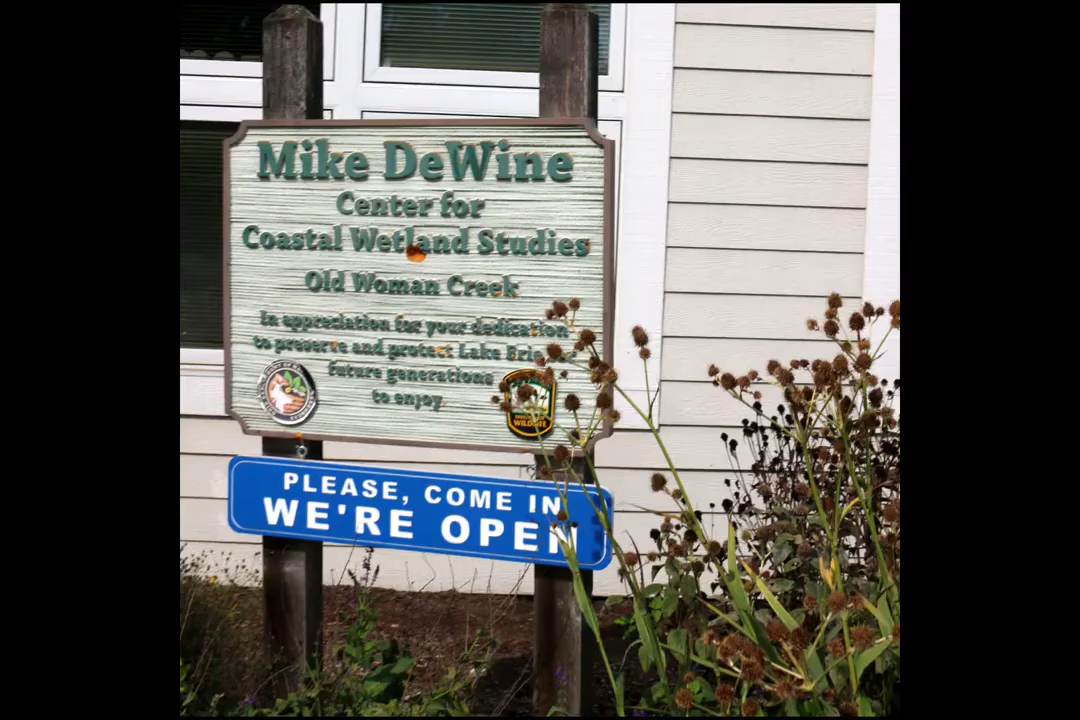 Mike DeWine
Center for
Coastal Wetland Studies
Old Woman Creek
In appreciation for your dedication
to preserve and protect Lake Erie
future generations
to enjoy
WILDLIFE
PLEASE, COME IN
WE'RE OPEN